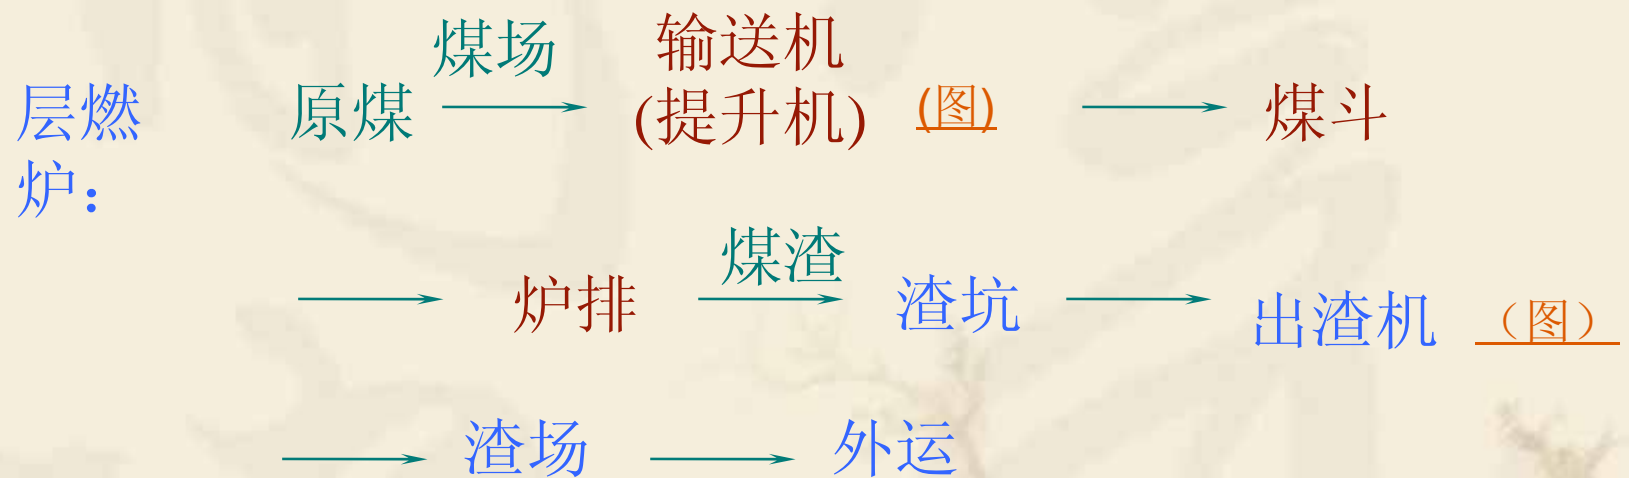 煤场 输送机
层燃 原煤 (提升机) (图) 煤斗
炉：
煤渣
炉排 渣坑 出渣机 （图）
渣场 外运